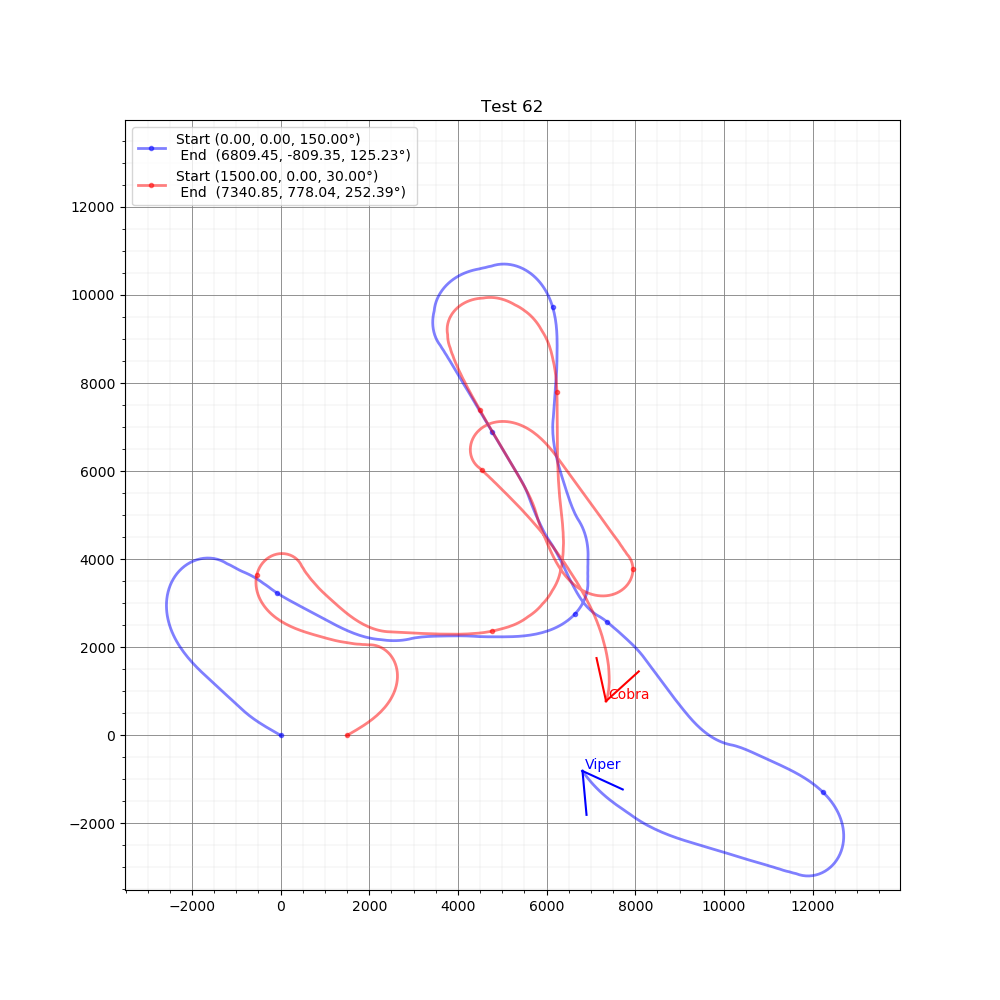 Test 62
Start (0.00, 0.00, 150.00°)
End (6809.45, -809.35, 125.23°)
Start (1500.00, 0.00, 30.00°)
End (7340.85, 778.04, 252.39°)
12000
10000
8000
6000
4000
2000
0
−2000
Cobra
Viper
−2000 0 2000 4000 6000 8000 10000 12000